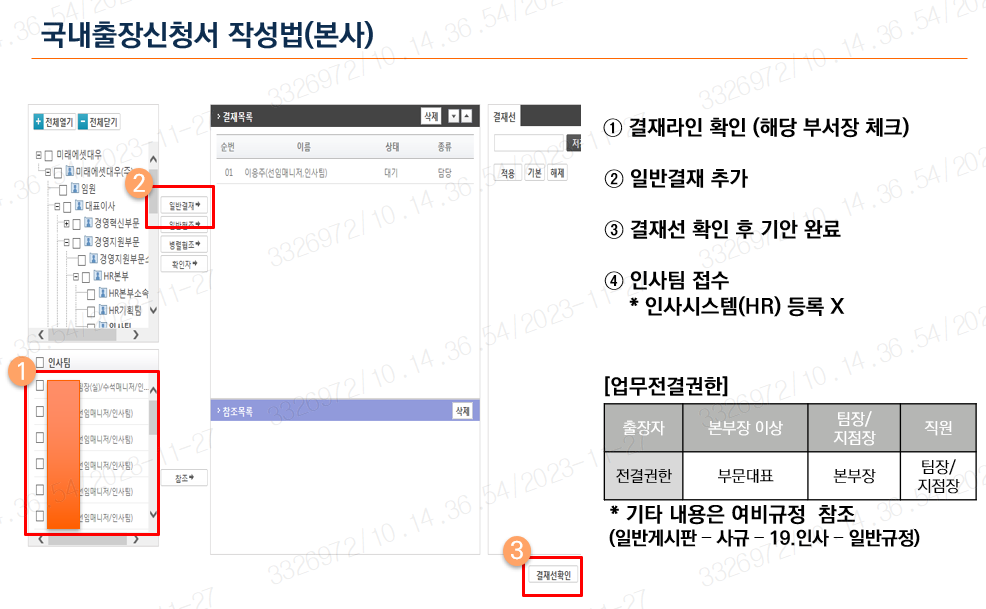 국내출장신청서 작성법(본사)
전체열기 전체닫기
미래에셋대우
미래에셋대우(주)
임원
대표이사
경영혁신부문
경영지원부문
경영지원부문소
HR본부
HR본부소속
HR기획팀
인사팀
2
일반결재
일반협조
병렬협조
확인자
> 결재목록 삭제
순번 이름 상태 종류
01 이용주(선임매니저,인사팀) 대기 담당
결재선
적용 기본 해제
1
인사팀
팀장(실)/수석매니저/인...
선임매니저/인사팀)
선임매니저/인사팀)
선임매니저/인사팀)
선임매니저/인사팀)
선임매니저/인사팀)
참조
> 참조목록 삭제
3
결재선확인
① 결재라인 확인 (해당 부서장 체크)
② 일반결재 추가
③ 결재선 확인 후 기안 완료
④ 인사팀 접수
* 인사시스템(HR) 등록 X
[업무전결권한]
출장자 본부장 이상 팀장/지점장 직원
전결권한 부문대표 본부장 팀장/지점장
* 기타 내용은 여비규정 참조
(일반게시판 – 사규 – 19.인사 – 일반규정)
3326972/10.14.36.54/2023-11-27